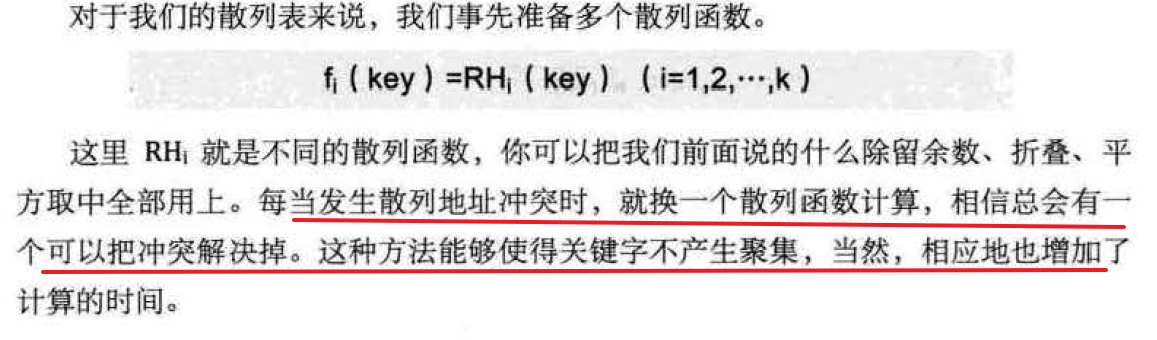 对于我们的散列表来说，我们事先准备多个散列函数。
fᵢ ( key ) =RHᵢ ( key ) ( i=1,2,⋯,k )
这里 RHᵢ 就是不同的散列函数，你可以把我们前面说的什么除留余数、折叠、平
方取中全部用上。每当发生散列地址冲突时，就换一个散列函数计算，相信总会有一
个可以把冲突解决掉。这种方法能够使得关键字不产生聚集，当然，相应地也增加了
计算的时间。